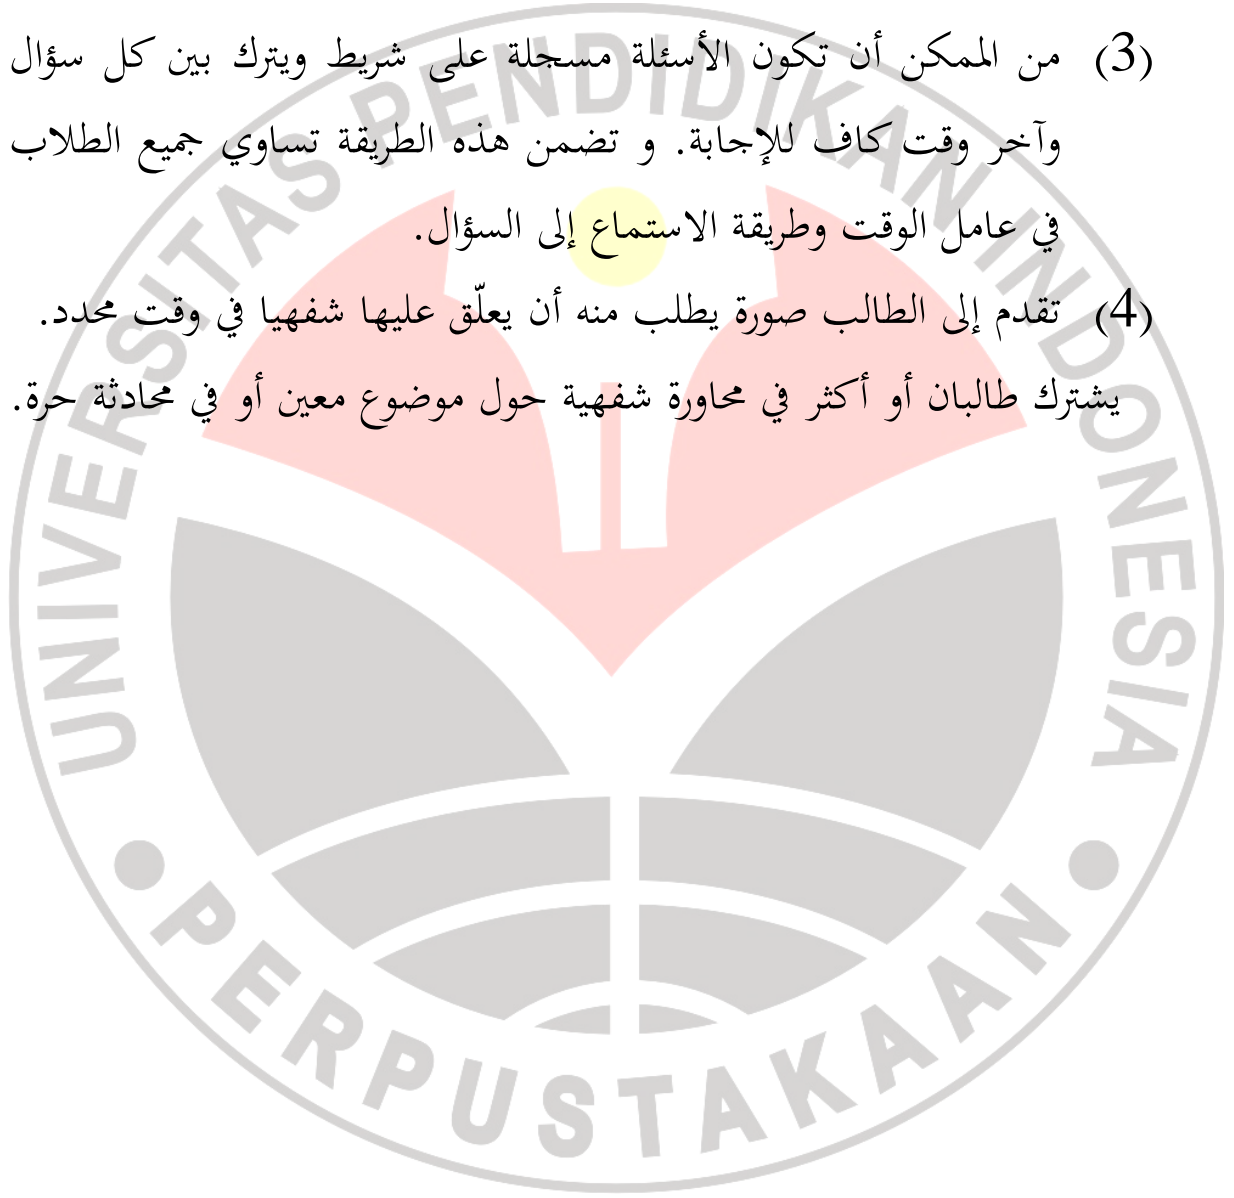 (3) من الممكن أن تكون الأسئلة مسجلة على شريط ويترك بين كل سؤال
وآخر وقت كاف للإجابة. و تضمن هذه الطريقة تساوي جميع الطلاب
في عامل الوقت وطريقة الاستماع إلى السؤال.
(4) تقدم إلى الطالب صورة يطلب منه أن يعلّق عليها شفهيا في وقت محدد.
يشترك طالبان أو أكثر في محاورة شفهية حول موضوع معين أو في محادثة حرة.
UNIVERSITAS PENDIDIKAN INDONESIA
PERPUSTAKAAN